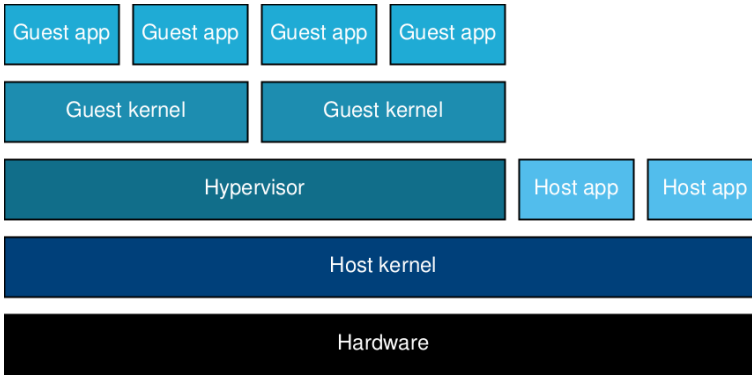 Guest app
Guest app
Guest app
Guest app
Guest kernel
Guest kernel
Hypervisor
Host app
Host app
Host kernel
Hardware